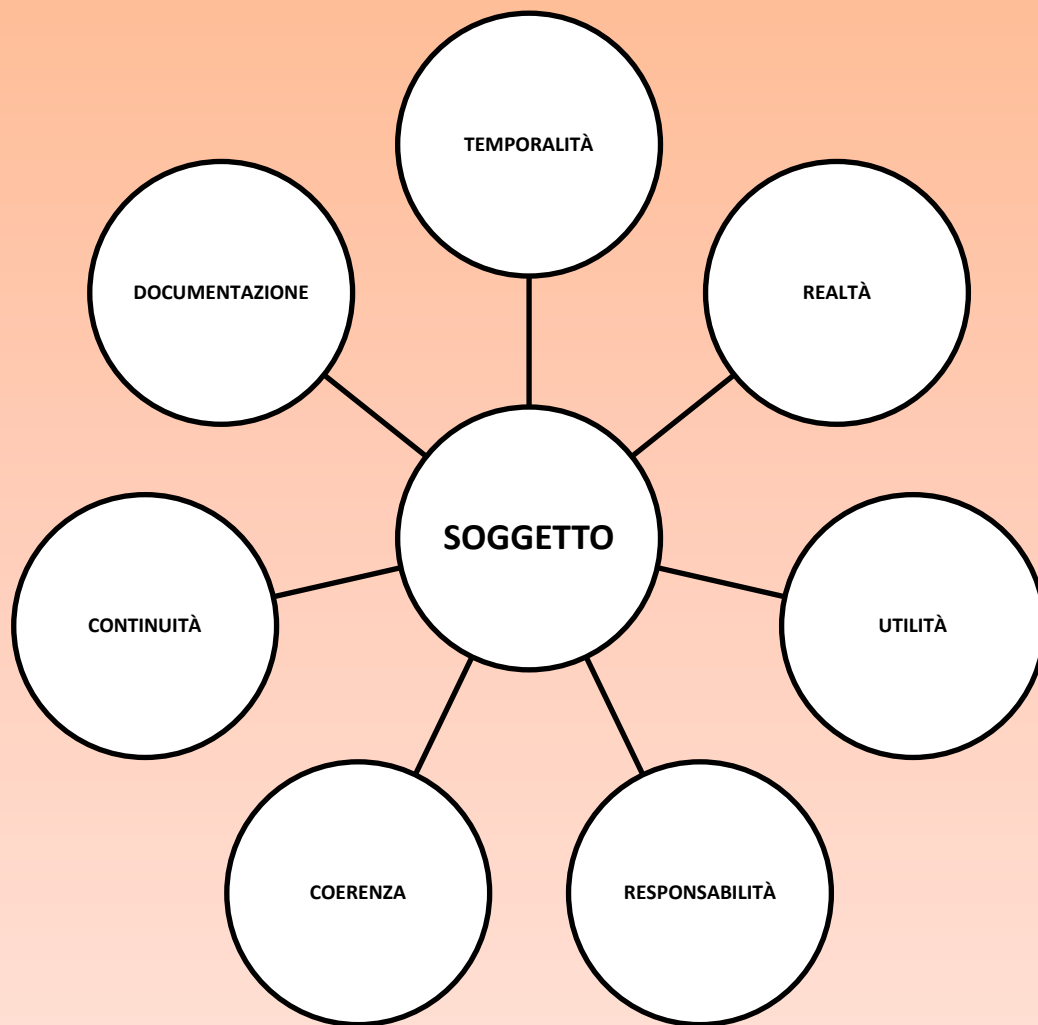 TEMPORALITÀ
DOCUMENTAZIONE
REALTÀ
SOGGETTO
CONTINUITÀ
UTILITÀ
COERENZA
RESPONSABILITÀ